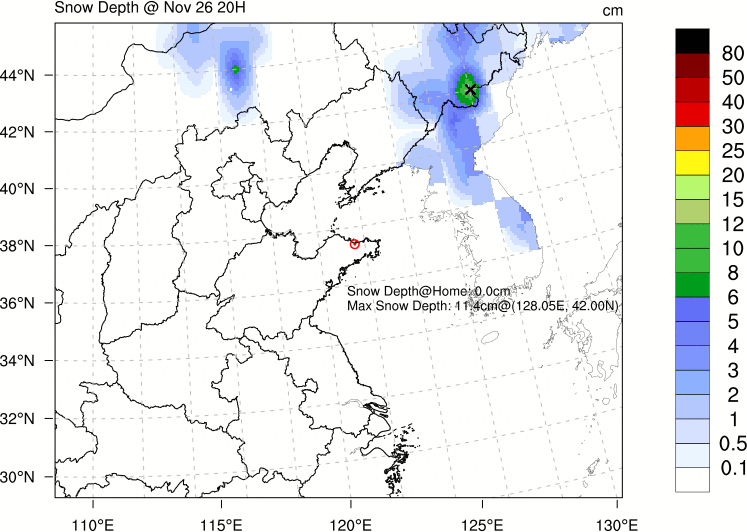 Snow Depth @ Nov 26 20H
cm
44°N
42°N
40°N
38°N
36°N
34°N
32°N
30°N
110°E
115°E
120°E
125°E
130°E
Snow Depth@Home: 0.0cm
Max Snow Depth: 11.4cm@(128.05E, 42.00N)
80
50
40
30
25
20
15
12
10
8
6
5
4
3
2
1
0.5
0.1